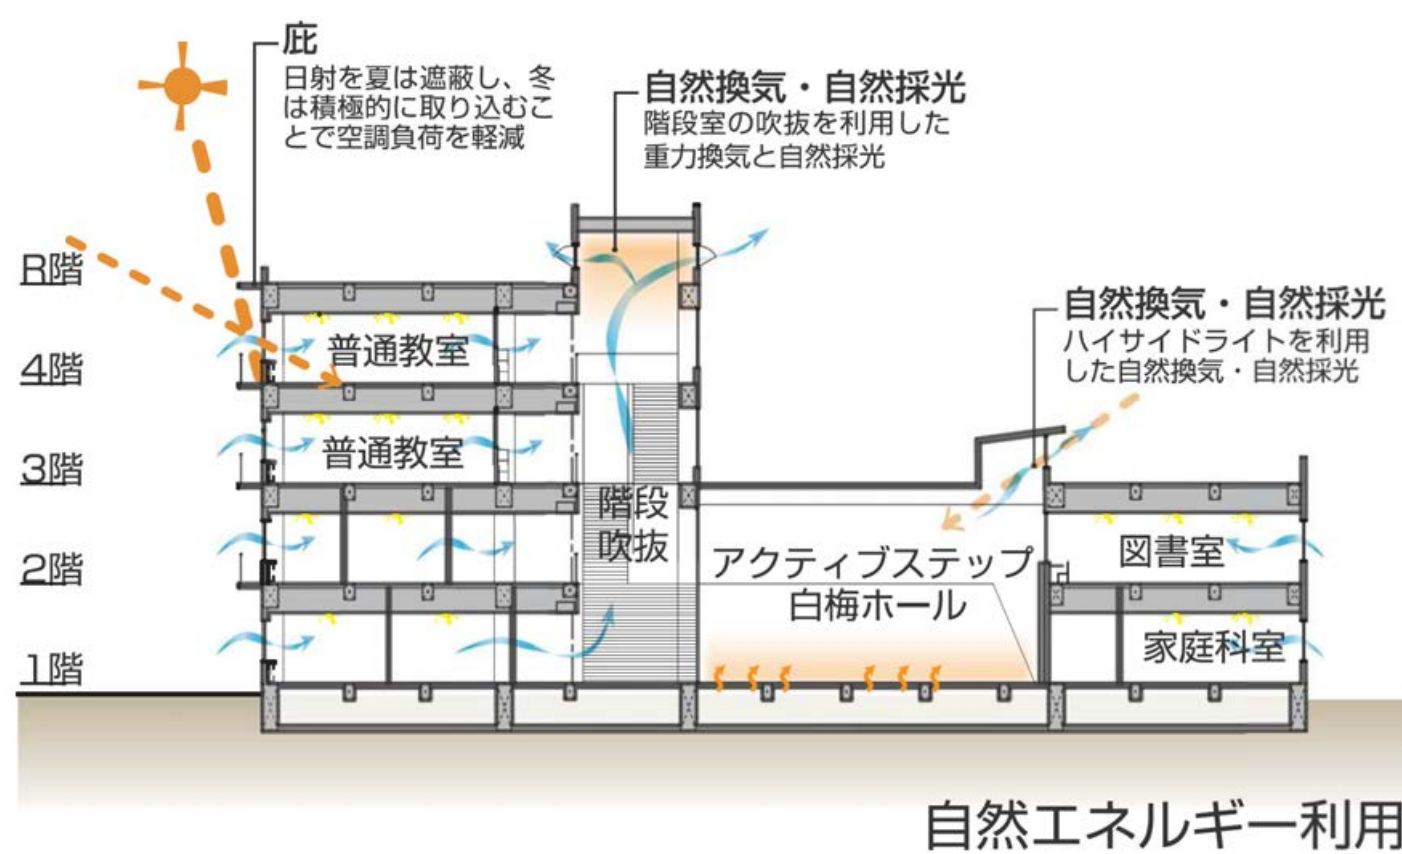 庇
日射を夏は遮蔽し、冬
は積極的に取り込むこ
とで空調負荷を軽減
自然換気・自然採光
階段室の吹抜を利用した
重力換気と自然採光
自然換気・自然採光
ハイサイドライトを利用
した自然換気・自然採光
R階
4階
3階
2階
1階
普通教室
普通教室
階段
吹抜
アクティブステップ
白梅ホール
図書室
家庭科室
自然エネルギー利用